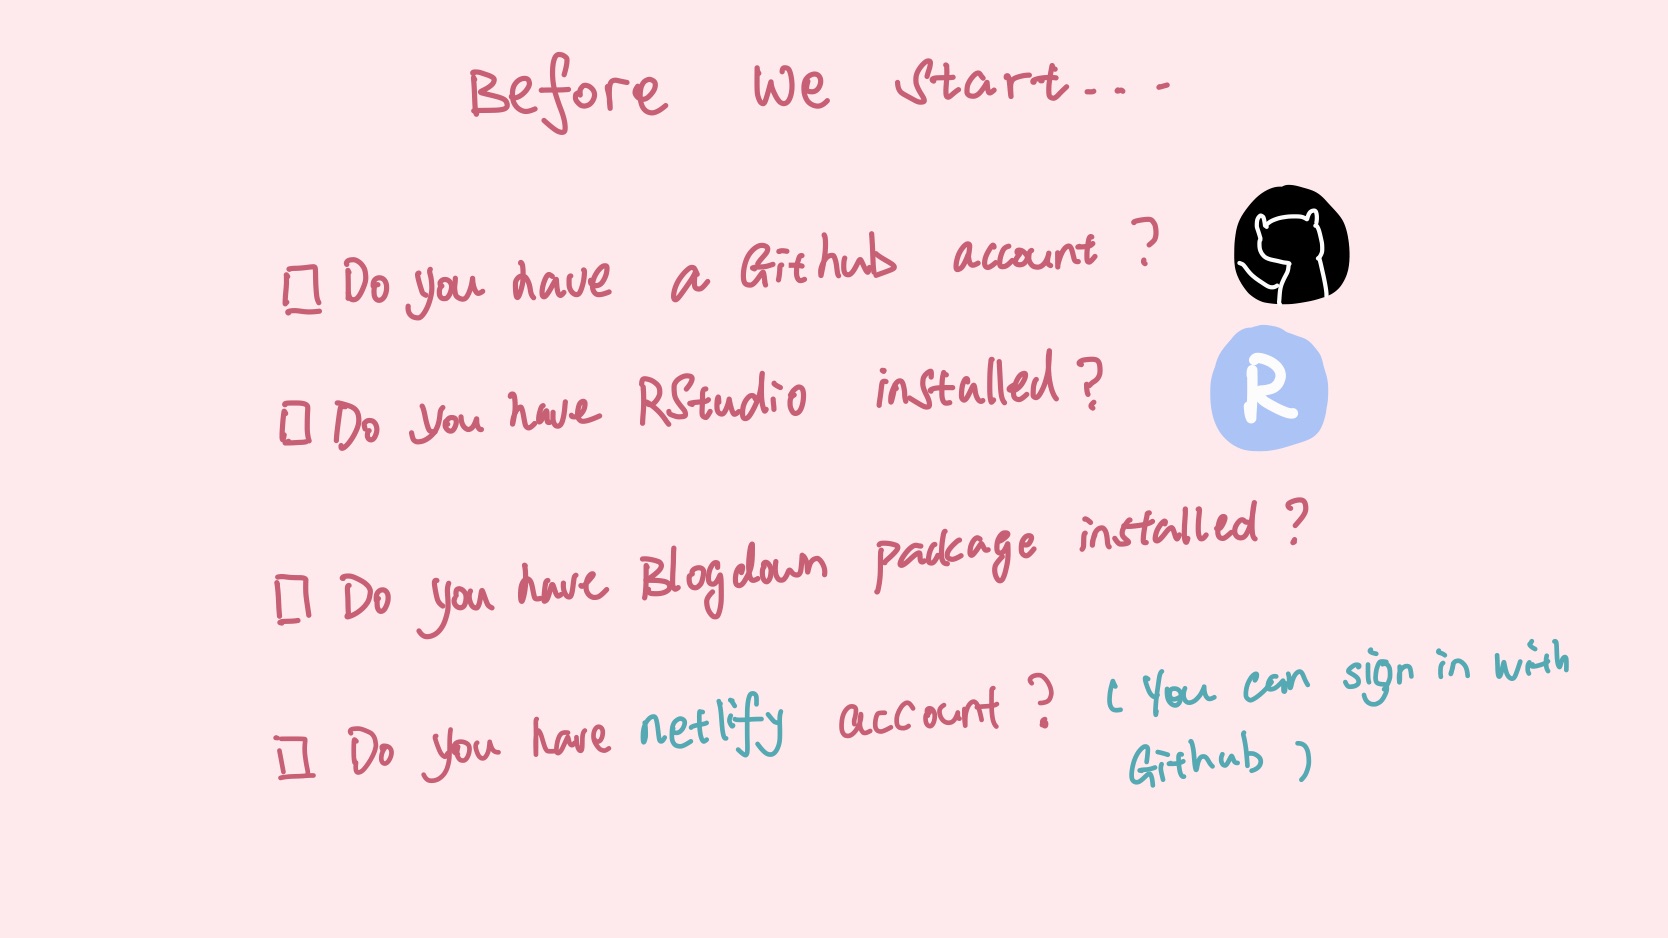 Before We start...
Do you have a Github account ?
Do you have RStudio installed ?
R
Do you have Blogdown package installed ?
Do you have netlify account ? ( You can sign in with
Github )